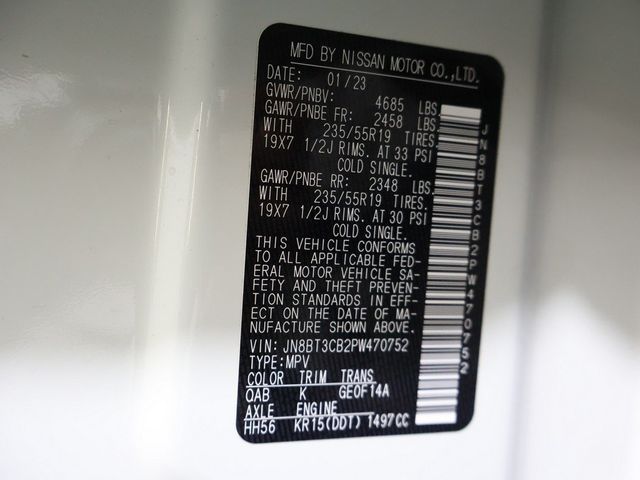 MFD BY NISSAN MOTOR CO.,LTD.
DATE: 01/23
GVWR/PNBV: 4685 LBS.
GAWR/PNBE FR: 2458 LBS.
WITH 235/55R19 TIRES.
19X7 1/2J RIMS. AT 33 PSI
COLD SINGLE.
GAWR/PNBE RR: 2348 LBS.
WITH 235/55R19 TIRES.
19X7 1/2J RIMS. AT 30 PSI
COLD SINGLE.
THIS VEHICLE CONFORMS
TO ALL APPLICABLE FED-
ERAL MOTOR VEHICLE SA-
FETY AND THEFT PREVEN-
TION STANDARDS IN EFF-
ECT ON THE DATE OF MA-
NUFACTURE SHOWN ABOVE.
VIN: JN8BT3CB2PW470752
TYPE:MPV
COLOR TRIM TRANS
QAB K GE0F14A
AXLE ENGINE
HH56 KR15(DDT) 1497CC
JN8BT3CB2PW470752